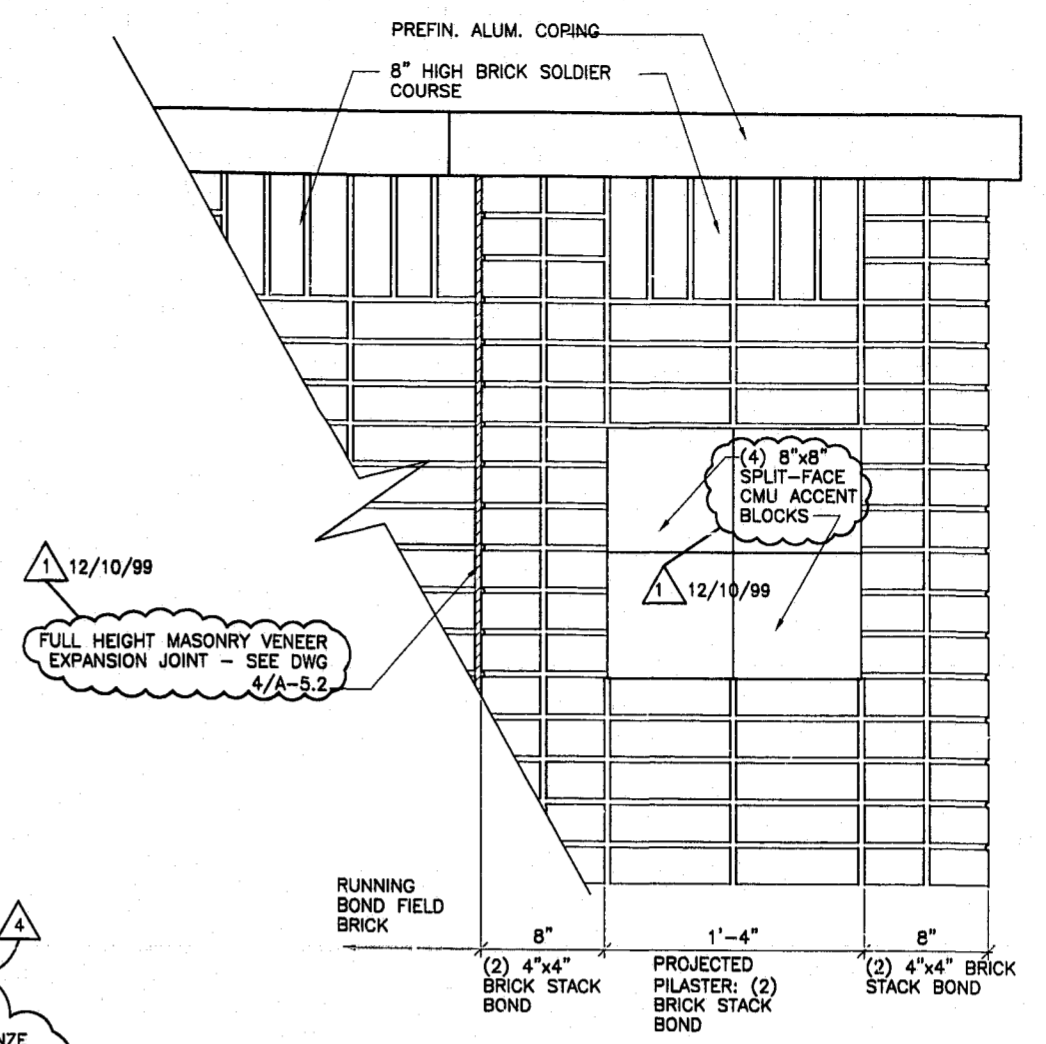 PREFIN. ALUM. COPING
8" HIGH BRICK SOLDIER
COURSE
(4) 8"x8"
SPLIT-FACE
CMU ACCENT
BLOCKS
1 12/10/99
1 12/10/99
FULL HEIGHT MASONRY VENEER
EXPANSION JOINT - SEE DWG
4/A-5.2
RUNNING
BOND FIELD
BRICK
8"
(2) 4"x4"
BRICK STACK
BOND
1'-4"
PROJECTED
PILASTER: (2)
BRICK STACK
BOND
8"
(2) 4"x4" BRICK
STACK BOND
4